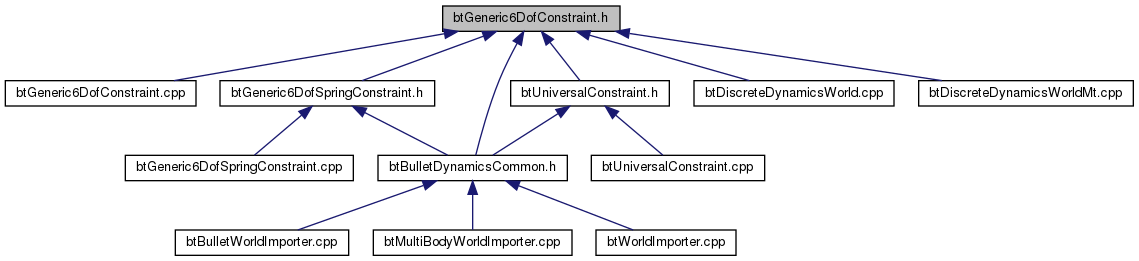 btGeneric6DofConstraint.h
btGeneric6DofConstraint.cpp
btGeneric6DofSpringConstraint.h
btUniversalConstraint.h
btDiscreteDynamicsWorld.cpp
btDiscreteDynamicsWorldMt.cpp
btGeneric6DofSpringConstraint.cpp
btBulletDynamicsCommon.h
btUniversalConstraint.cpp
btBulletWorldImporter.cpp
btMultiBodyWorldImporter.cpp
btWorldImporter.cpp